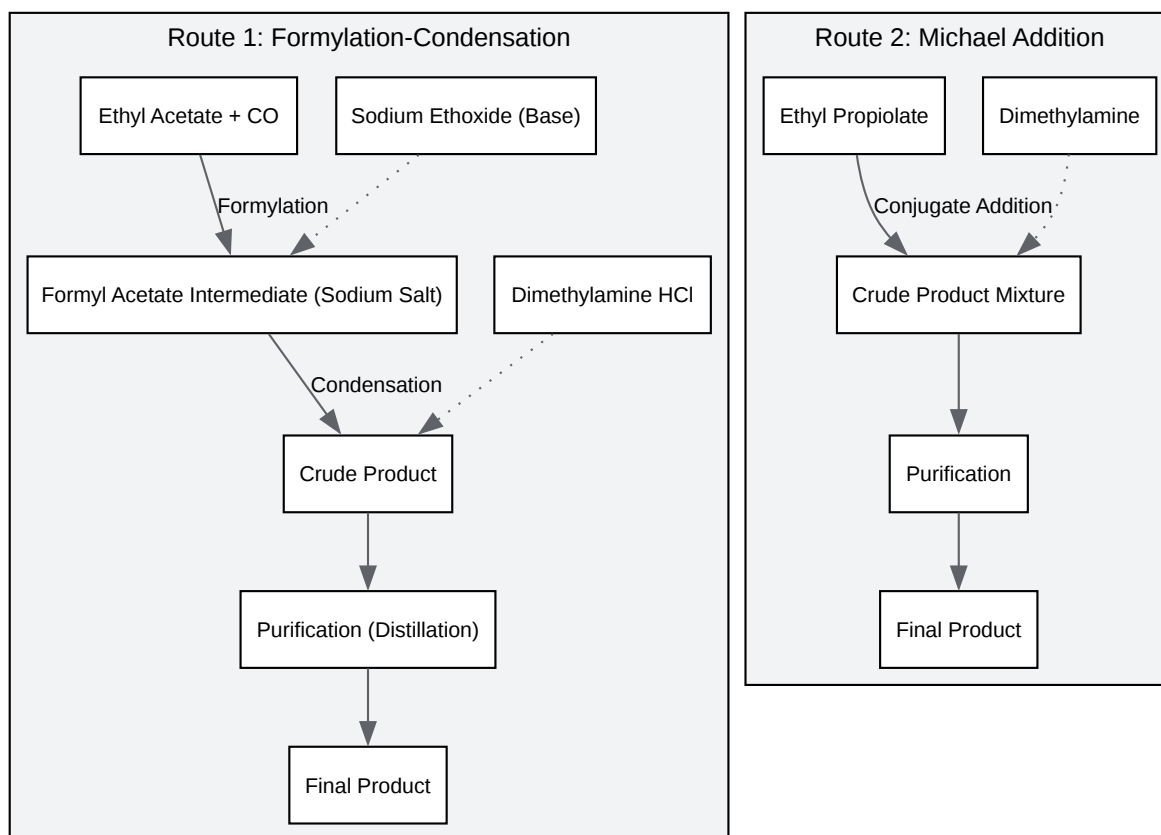 Route 1: Formylation-Condensation
Ethyl Acetate + CO
Sodium Ethoxide (Base)
Formylation
Formyl Acetate Intermediate (Sodium Salt)
Dimethylamine HCl
Condensation
Crude Product
Purification (Distillation)
Final Product
Route 2: Michael Addition
Ethyl Propiolate
Dimethylamine
Conjugate Addition
Crude Product Mixture
Purification
Final Product